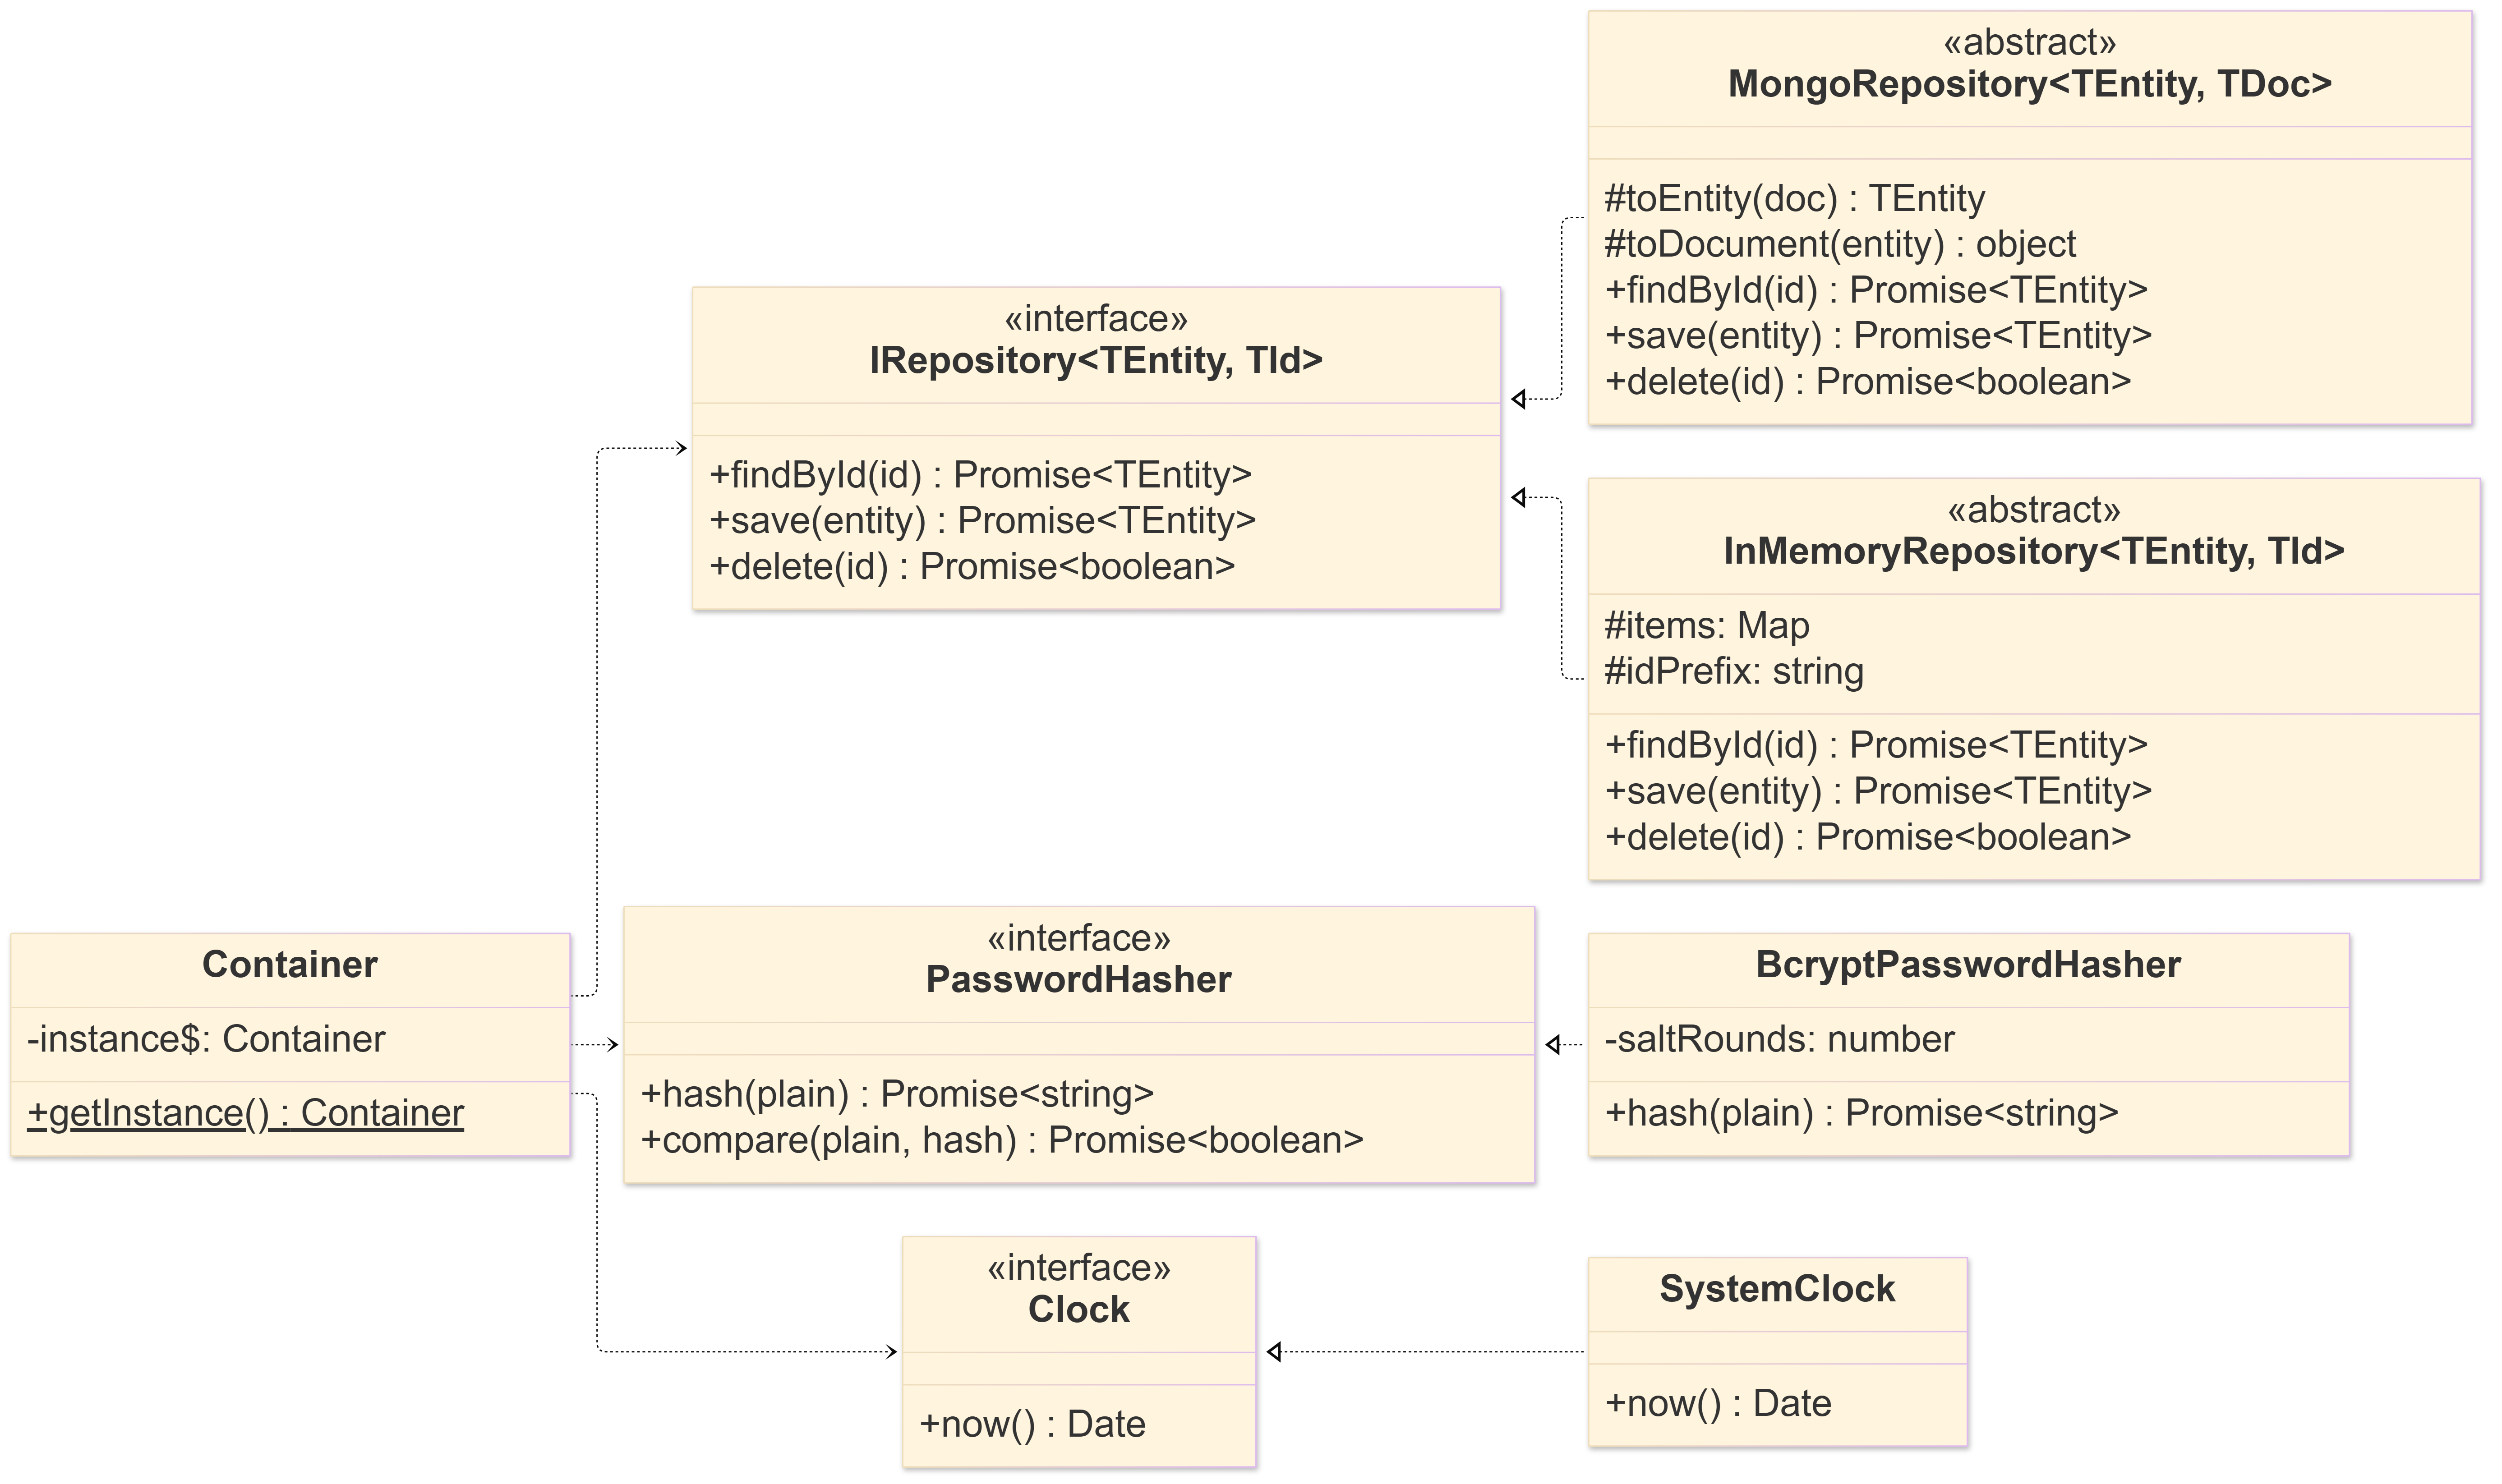 «abstract»
MongoRepository<TEntity, TDoc>
#toEntity(doc) : TEntity
#toDocument(entity) : object
+findById(id) : Promise<TEntity>
+save(entity) : Promise<TEntity>
+delete(id) : Promise<boolean>
«interface»
IRepository<TEntity, TId>
+findById(id) : Promise<TEntity>
+save(entity) : Promise<TEntity>
+delete(id) : Promise<boolean>
«abstract»
InMemoryRepository<TEntity, TId>
#items: Map
#idPrefix: string
+findById(id) : Promise<TEntity>
+save(entity) : Promise<TEntity>
+delete(id) : Promise<boolean>
Container
-instance$: Container
+getInstance() : Container
«interface»
PasswordHasher
+hash(plain) : Promise<string>
+compare(plain, hash) : Promise<boolean>
BcryptPasswordHasher
-saltRounds: number
+hash(plain) : Promise<string>
«interface»
Clock
+now() : Date
SystemClock
+now() : Date